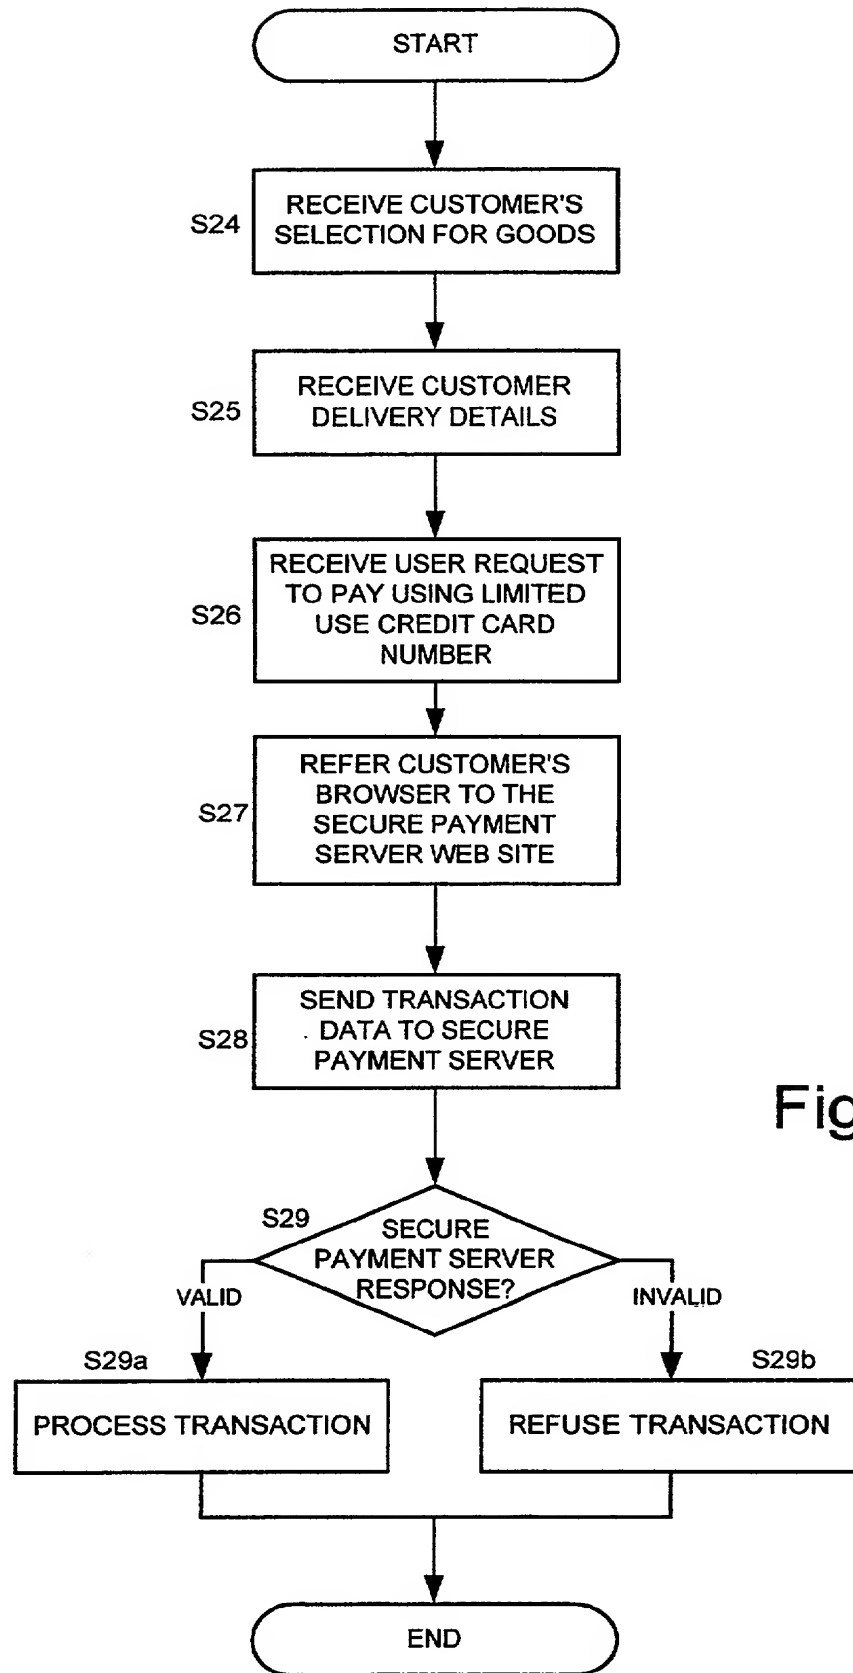 START
S24
RECEIVE CUSTOMER'S
SELECTION FOR GOODS
S25
RECEIVE CUSTOMER
DELIVERY DETAILS
S26
RECEIVE USER REQUEST
TO PAY USING LIMITED
USE CREDIT CARD
NUMBER
S27
REFER CUSTOMER'S
BROWSER TO THE
SECURE PAYMENT
SERVER WEB SITE
S28
SEND TRANSACTION
DATA TO SECURE
PAYMENT SERVER
Fig
S29
SECURE
PAYMENT SERVER
RESPONSE?
VALID
INVALID
S29a
S29b
PROCESS TRANSACTION
REFUSE TRANSACTION
END